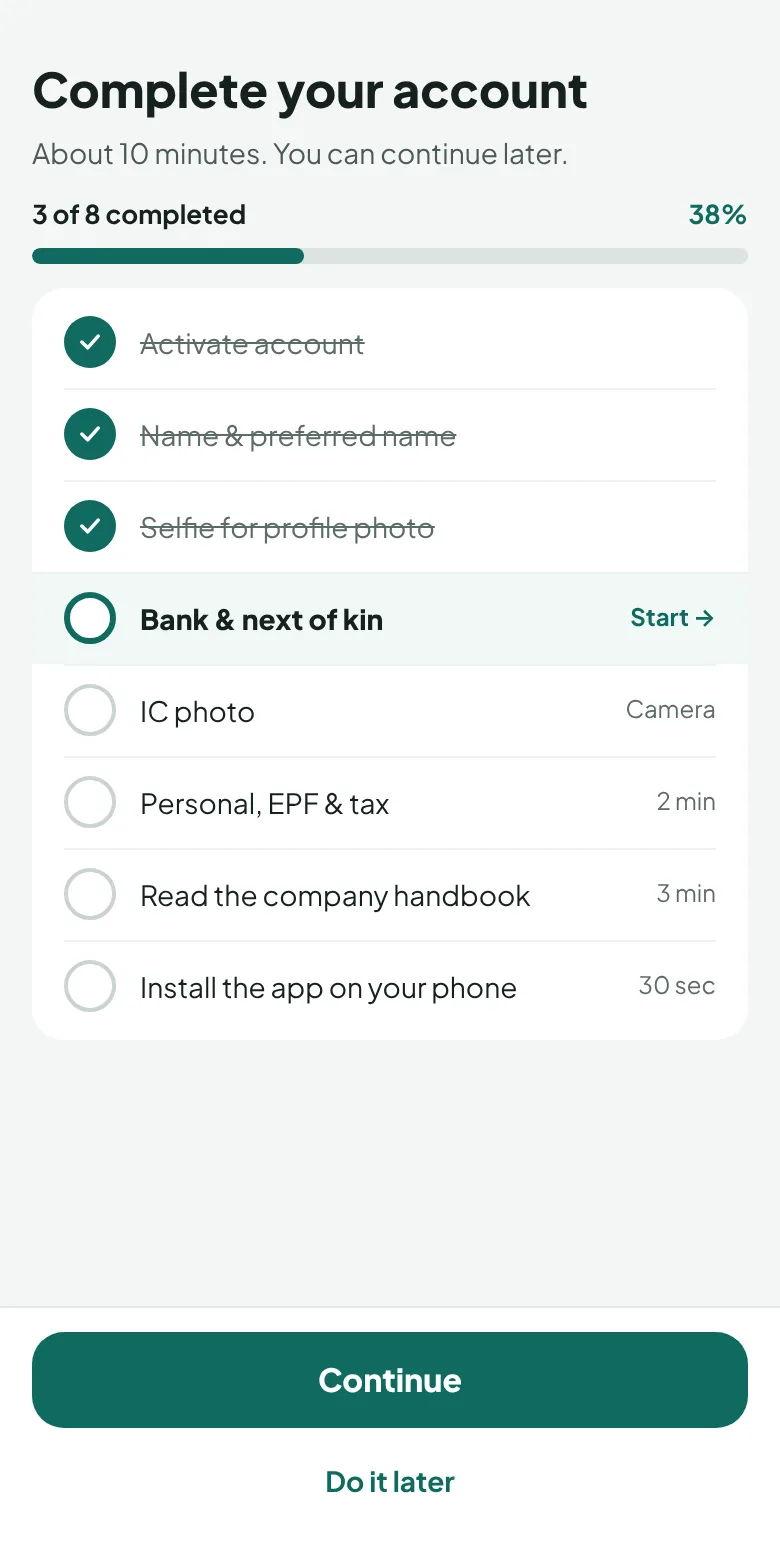 Complete your account
About 10 minutes. You can continue later.
3 of 8 completed 38%
Activate account
Name & preferred name
Selfie for profile photo
Bank & next of kin Start →
IC photo Camera
Personal, EPF & tax 2 min
Read the company handbook 3 min
Install the app on your phone 30 sec
Continue
Do it later